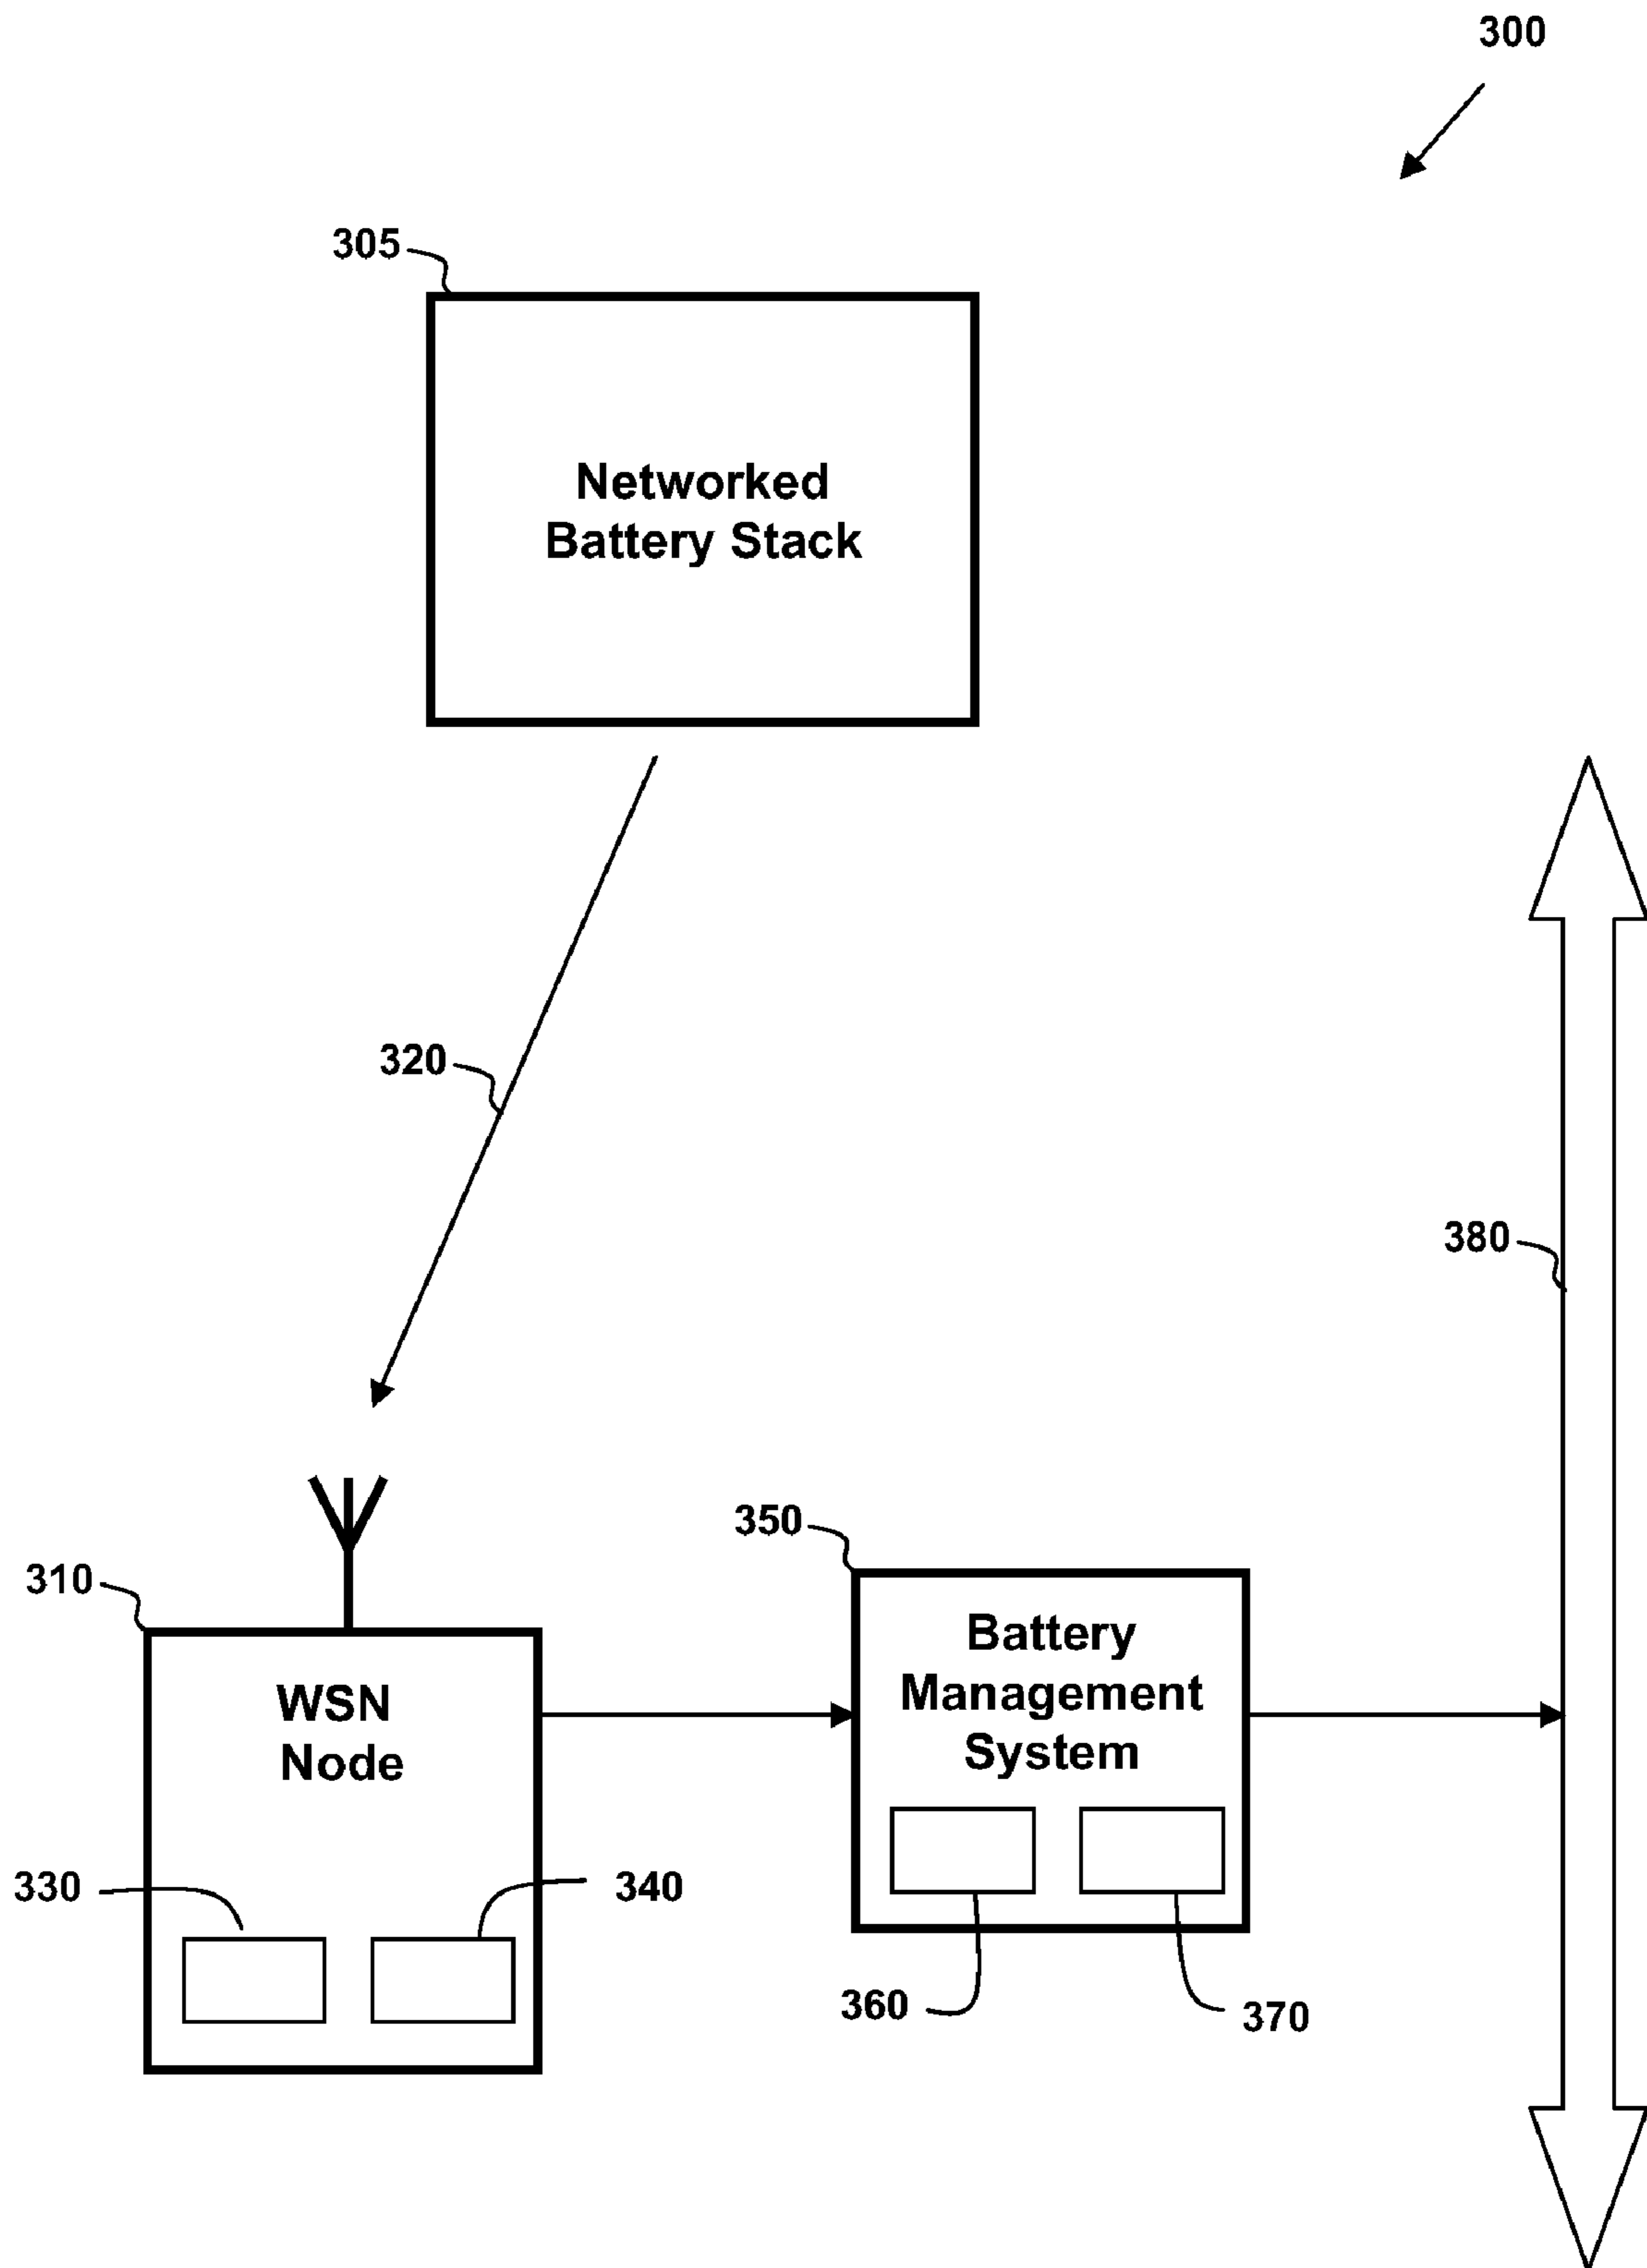 300
305
Networked
Battery Stack
320
380
350
310
Battery
Management
System
WSN
Node
330
340
360
370